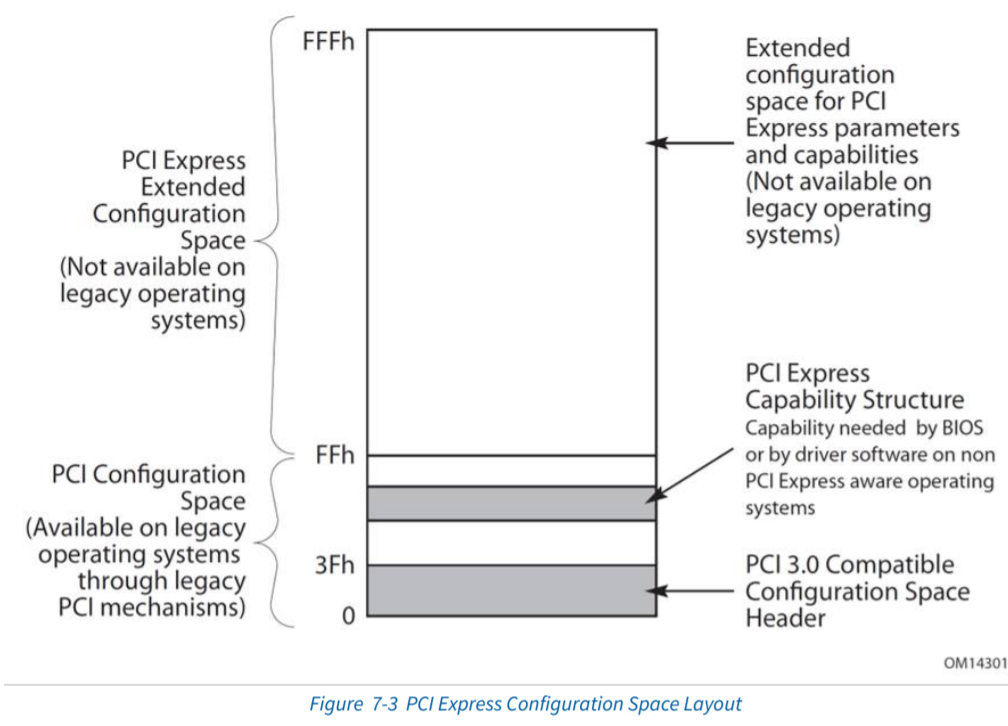 FFFh
PCI Express
Extended
Configuration
Space
(Not available on
legacy operating
systems)
Extended
configuration
space for PCI
Express parameters
and capabilities
(Not available on
legacy operating
systems)
FFh
PCI Configuration
Space
(Available on legacy
operating systems
through legacy
PCI mechanisms)
3Fh
0
PCI Express
Capability Structure
Capability needed by BIOS
or by driver software on non
PCI Express aware operating
systems
PCI 3.0 Compatible
Configuration Space
Header
OM14301
Figure 7-3 PCI Express Configuration Space Layout